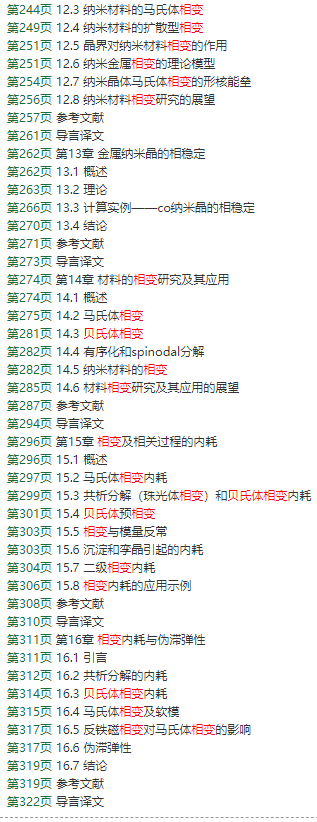 第244页 12.3 纳米材料的马氏体相变
第249页 12.4 纳米材料的扩散型相变
第251页 12.5 晶界对纳米材料相变的作用
第251页 12.6 纳米金属相变的理论模型
第254页 12.7 纳米晶体马氏体相变的形核能垒
第256页 12.8 纳米材料相变研究的展望
第257页 参考文献
第261页 导言译文
第262页 第13章 金属纳米晶的相稳定
第262页 13.1 概述
第263页 13.2 理论
第266页 13.3 计算实例——co纳米晶的相稳定
第270页 13.4 结论
第271页 参考文献
第273页 导言译文
第274页 第14章 材料的相变研究及其应用
第274页 14.1 概述
第275页 14.2 马氏体相变
第281页 14.3 贝氏体相变
第282页 14.4 有序化和spinodal分解
第282页 14.5 纳米材料的相变
第285页 14.6 材料相变研究及其应用的展望
第287页 参考文献
第294页 导言译文
第296页 第15章 相变及相关过程的内耗
第296页 15.1 概述
第297页 15.2 马氏体相变内耗
第299页 15.3 共析分解（珠光体相变）和贝氏体相变内耗
第301页 15.4 贝氏体预相变
第303页 15.5 相变与模量反常
第303页 15.6 沉淀和孪晶引起的内耗
第304页 15.7 二级相变内耗
第306页 15.8 相变内耗的应用示例
第308页 参考文献
第310页 导言译文
第311页 第16章 相变内耗与伪滞弹性
第311页 16.1 引言
第312页 16.2 共析分解的内耗
第314页 16.3 贝氏体相变内耗
第315页 16.4 马氏体相变及软模
第317页 16.5 反铁磁相变对马氏体相变的影响
第317页 16.6 伪滞弹性
第319页 16.7 结论
第319页 参考文献
第322页 导言译文